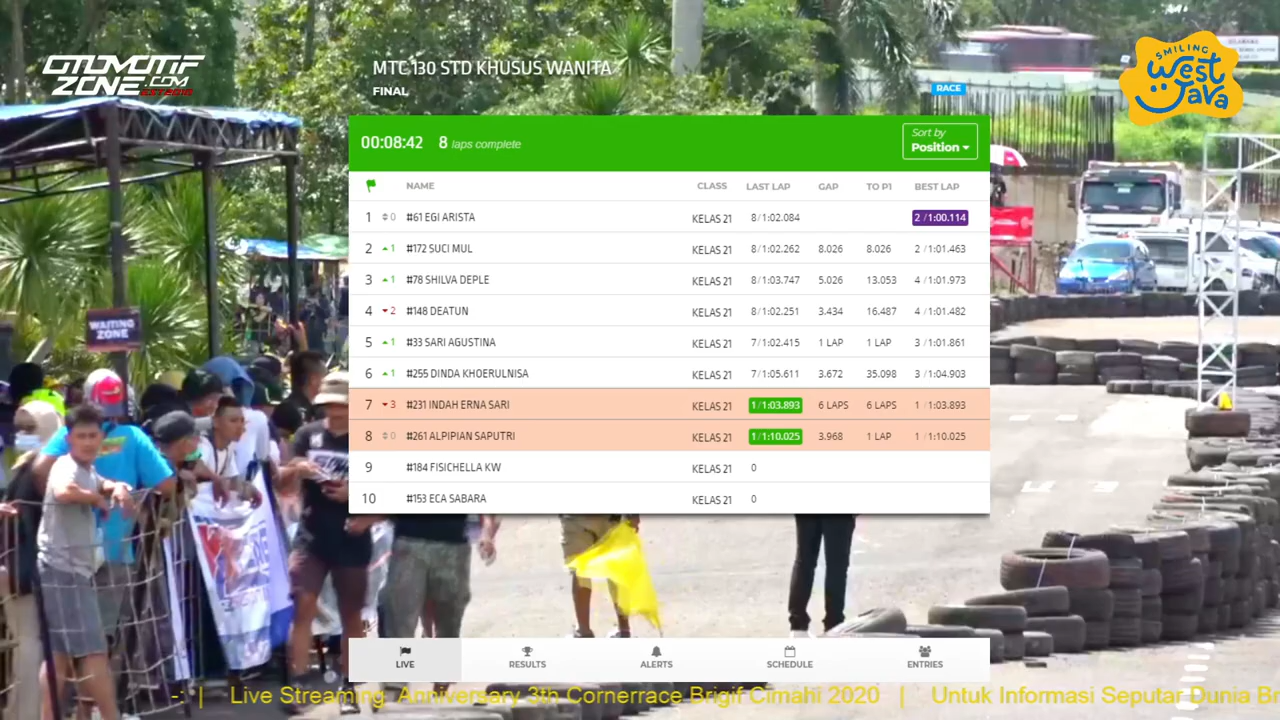 OTOMOTIF
ZONE.COM
SMILING
West
Java
MTC 130 STD KHUSUS WANITA
FINAL
RACE
00:08:42 8 laps complete
Sort by
Position
NAME CLASS LAST LAP GAP TO P1 BEST LAP
1 0 #61 EGI ARISTA KELAS 21 8/1:02.084 2/1:00.114
2 1 #172 SUCI MUL KELAS 21 8/1:02.262 8.026 8.026 2/1:01.463
3 1 #78 SHILVA DEPLE KELAS 21 8/1:03.747 5.026 13.053 4/1:01.973
4 2 #148 DEATUN KELAS 21 8/1:02.251 3.434 16.487 4/1:01.482
5 1 #33 SARI AGUSTINA KELAS 21 7/1:02.415 1 LAP 1 LAP 3/1:01.861
6 1 #255 DINDA KHOERULNISA KELAS 21 7/1:05.611 3.672 35.098 3/1:04.903
7 3 #231 INDAH ERNA SARI KELAS 21 1/1:03.893 6 LAPS 6 LAPS 1/1:03.893
8 0 #261 ALPIPIAN SAPUTRI KELAS 21 1/1:10.025 3.968 1 LAP 1/1:10.025
9 #184 FISICHELLA KW KELAS 21 0
10 #153 ECA SABARA KELAS 21 0
WAITING
ZONE
LIVE RESULTS ALERTS SCHEDULE ENTRIES
-: | Live Streaming Anniversary 3th Cornerrace Brigif Cimahi 2020 | Untuk Informasi Seputar Dunia